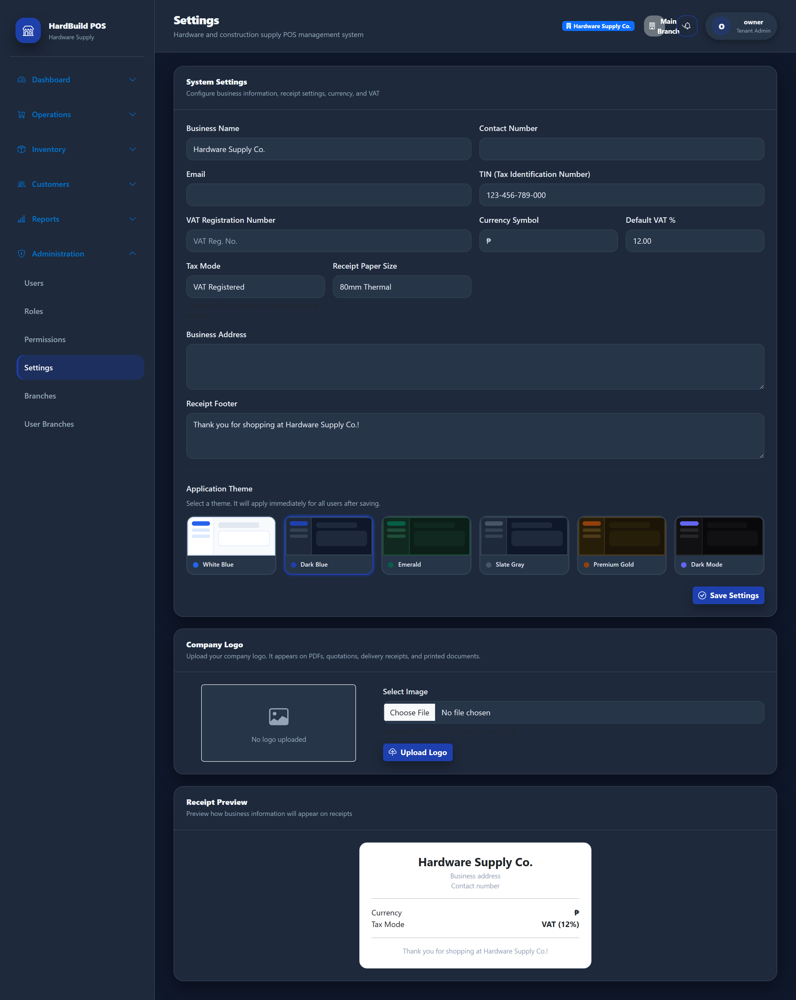 HardBuild POS
Hardware Supply
Dashboard
Operations
Inventory
Customers
Reports
Administration
Users
Roles
Permissions
Settings
Branches
User Branches
Settings
Hardware and construction supply POS management system
Hardware Supply Co.
Main
Branch
o
owner
Tenant Admin
System Settings
Configure business information, receipt settings, currency, and VAT
Business Name
Contact Number
Hardware Supply Co.
Email
TIN (Tax Identification Number)
123-456-789-000
VAT Registration Number
Currency Symbol
Default VAT %
VAT Reg. No.
₱
12.00
Tax Mode
Receipt Paper Size
VAT Registered
80mm Thermal
Business Address
Receipt Footer
Thank you for shopping at Hardware Supply Co.!
Application Theme
Select a theme. It will apply immediately for all users after saving.
White Blue
Dark Blue
Emerald
Slate Gray
Premium Gold
Dark Mode
Save Settings
Company Logo
Upload your company logo. It appears on PDFs, quotations, delivery receipts, and printed documents.
No logo uploaded
Select Image
Choose File
No file chosen
Upload Logo
Receipt Preview
Preview how business information will appear on receipts
Hardware Supply Co.
Business address
Contact number
Currency ₱
Tax Mode VAT (12%)
Thank you for shopping at Hardware Supply Co.!